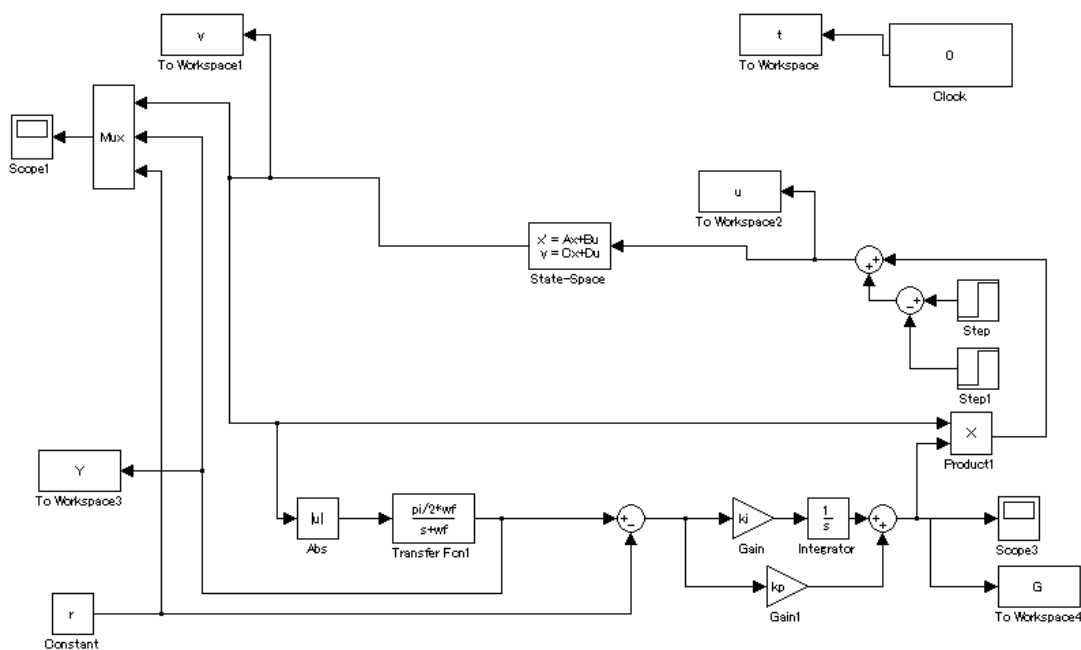 v
To Workspace1
t
To Workspace
0
Clock
Mux
Scope1
u
To Workspace2
x' = Ax+Bu
y = Cx+Du
State-Space
+
+
-
+
Step
Step1
X
Product1
Y
To Workspace3
|u|
Abs
pi/2*wf
s+wf
Transfer Fcn1
+
-
ki
Gain
1
s
Integrator
+
+
Scope3
kp
Gain1
G
To Workspace4
r
Constant